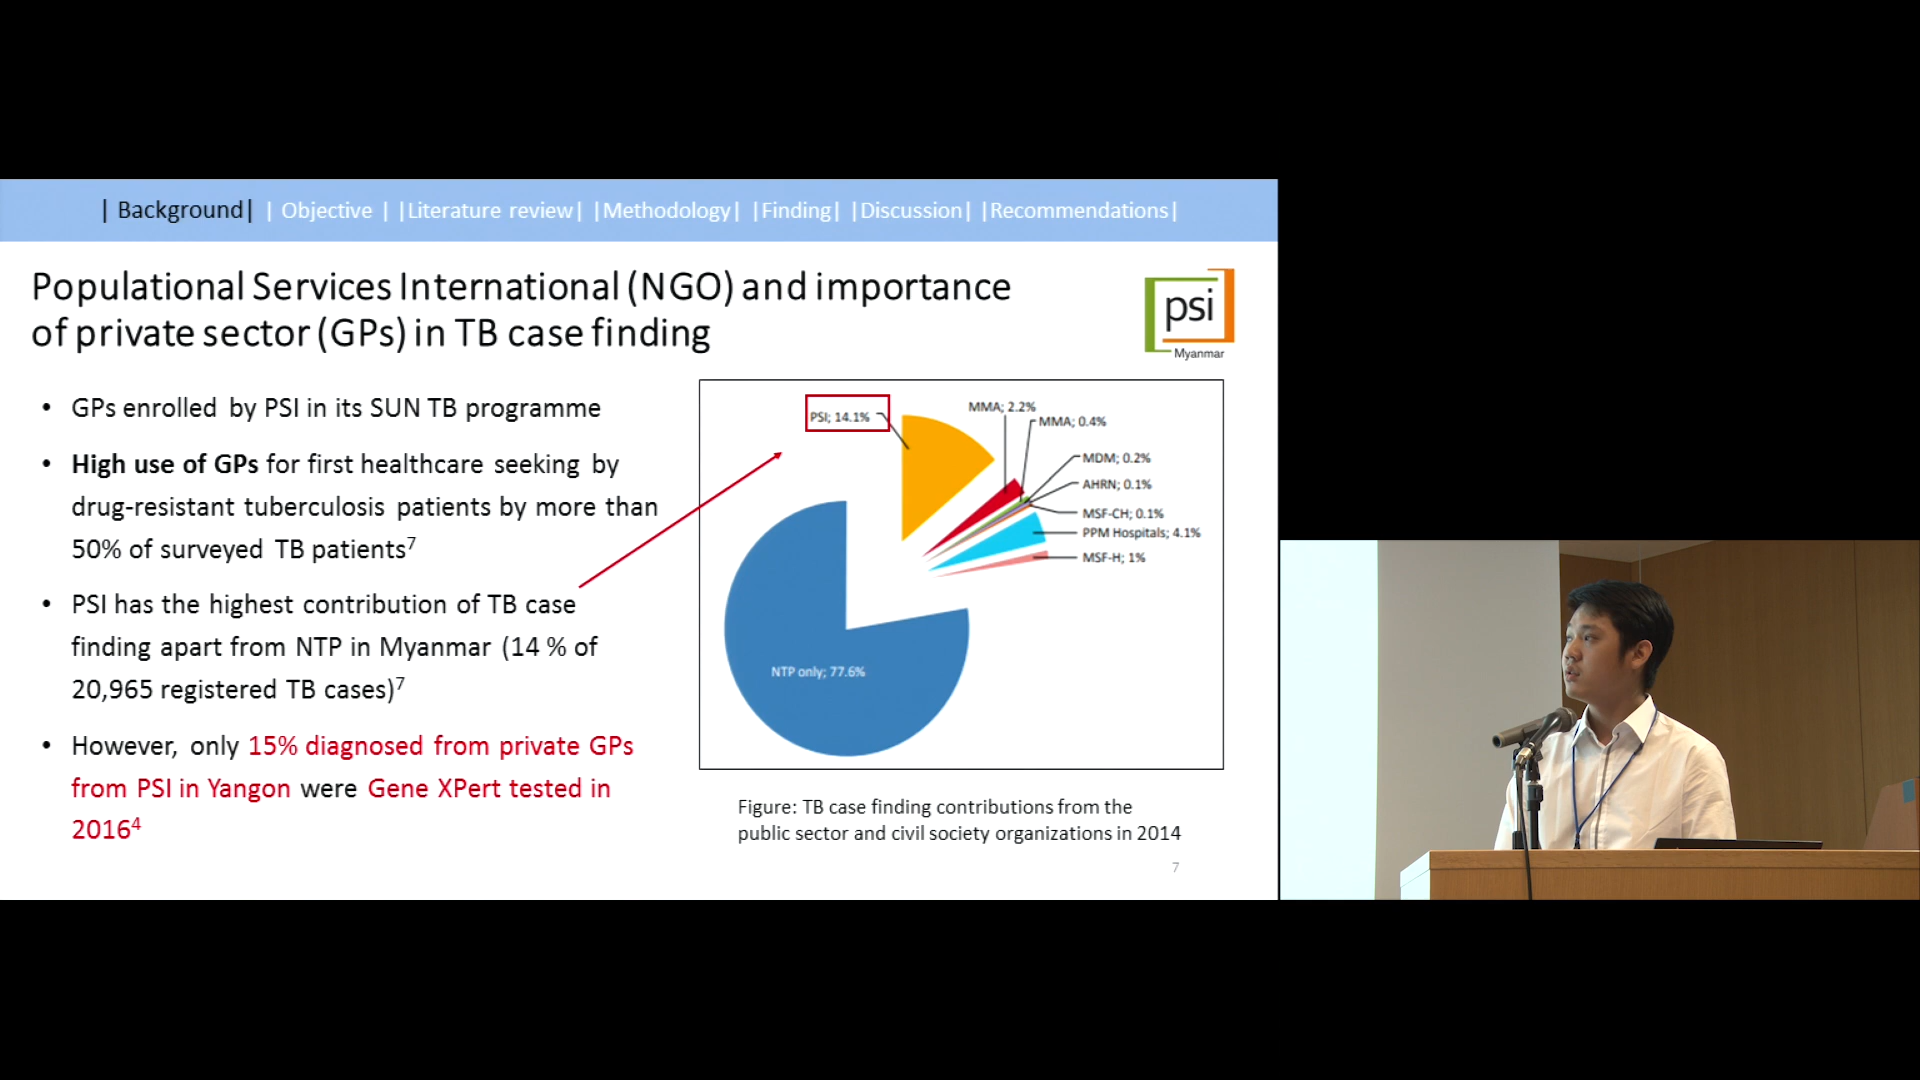 | Background| | Objective | |Literature review| |Methodology| |Finding| |Discussion| |Recommendations|
Populational Services International (NGO) and importance
of private sector (GPs) in TB case finding
psi
Myanmar
• GPs enrolled by PSI in its SUN TB programme
• High use of GPs for first healthcare seeking by
drug-resistant tuberculosis patients by more than
50% of surveyed TB patients7
• PSI has the highest contribution of TB case
finding apart from NTP in Myanmar (14 % of
20,965 registered TB cases)7
• However, only 15% diagnosed from private GPs
from PSI in Yangon were Gene XPert tested in
20164
PSI; 14.1%
MMA; 2.2%
MMA; 0.4%
MDM; 0.2%
AHRN; 0.1%
MSF-CH; 0.1%
PPM Hospitals; 4.1%
MSF-H; 1%
NTP only; 77.6%
Figure: TB case finding contributions from the
public sector and civil society organizations in 2014
7